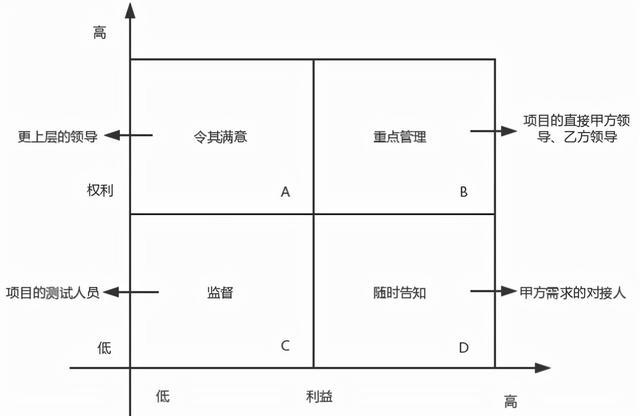 高
更上层的领导
令其满意
重点管理
项目的直接甲方领
导、乙方领导
权利
A
B
项目的测试人员
监督
随时告知
甲方需求的对接人
低
C
D
低
利益
高